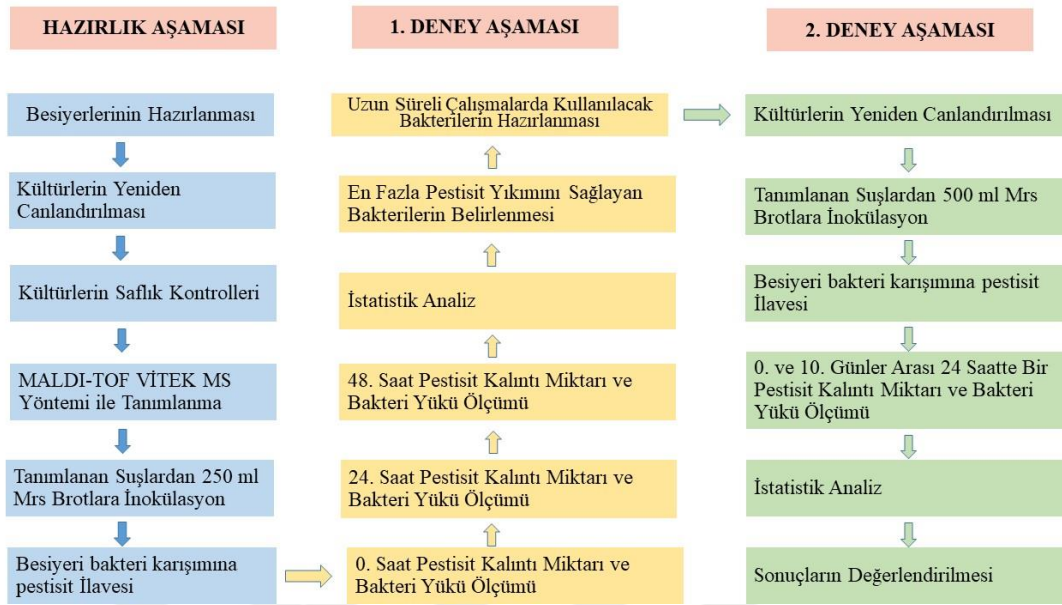 HAZIRLIK AŞAMASI
Besiyerlerinin Hazırlanması
Kültürlerin Yeniden
Canlandırılması
Kültürlerin Saflık Kontrolleri
MALDI-TOF VİTEK MS
Yöntemi ile Tanımlanma
Tanımlanan Suşlardan 250 ml
Mrs Brotlara İnokülasyon
Besiyeri bakteri karışımına
pestisit İlavesi
1. DENEY AŞAMASI
Uzun Süreli Çalışmalarda Kullanılacak
Bakterilerin Hazırlanması
En Fazla Pestisit Yıkımını Sağlayan
Bakterilerin Belirlenmesi
İstatistik Analiz
48. Saat Pestisit Kalıntı Miktarı ve
Bakteri Yükü Ölçümü
24. Saat Pestisit Kalıntı Miktarı ve
Bakteri Yükü Ölçümü
0. Saat Pestisit Kalıntı Miktarı ve
Bakteri Yükü Ölçümü
2. DENEY AŞAMASI
Kültürlerin Yeniden Canlandırılması
Tanımlanan Suşlardan 500 ml Mrs
Brotlara İnokülasyon
Besiyeri bakteri karışımına pestisit
İlavesi
0. ve 10. Günler Arası 24 Saatte Bir
Pestisit Kalıntı Miktarı ve Bakteri
Yükü Ölçümü
İstatistik Analiz
Sonuçların Değerlendirilmesi